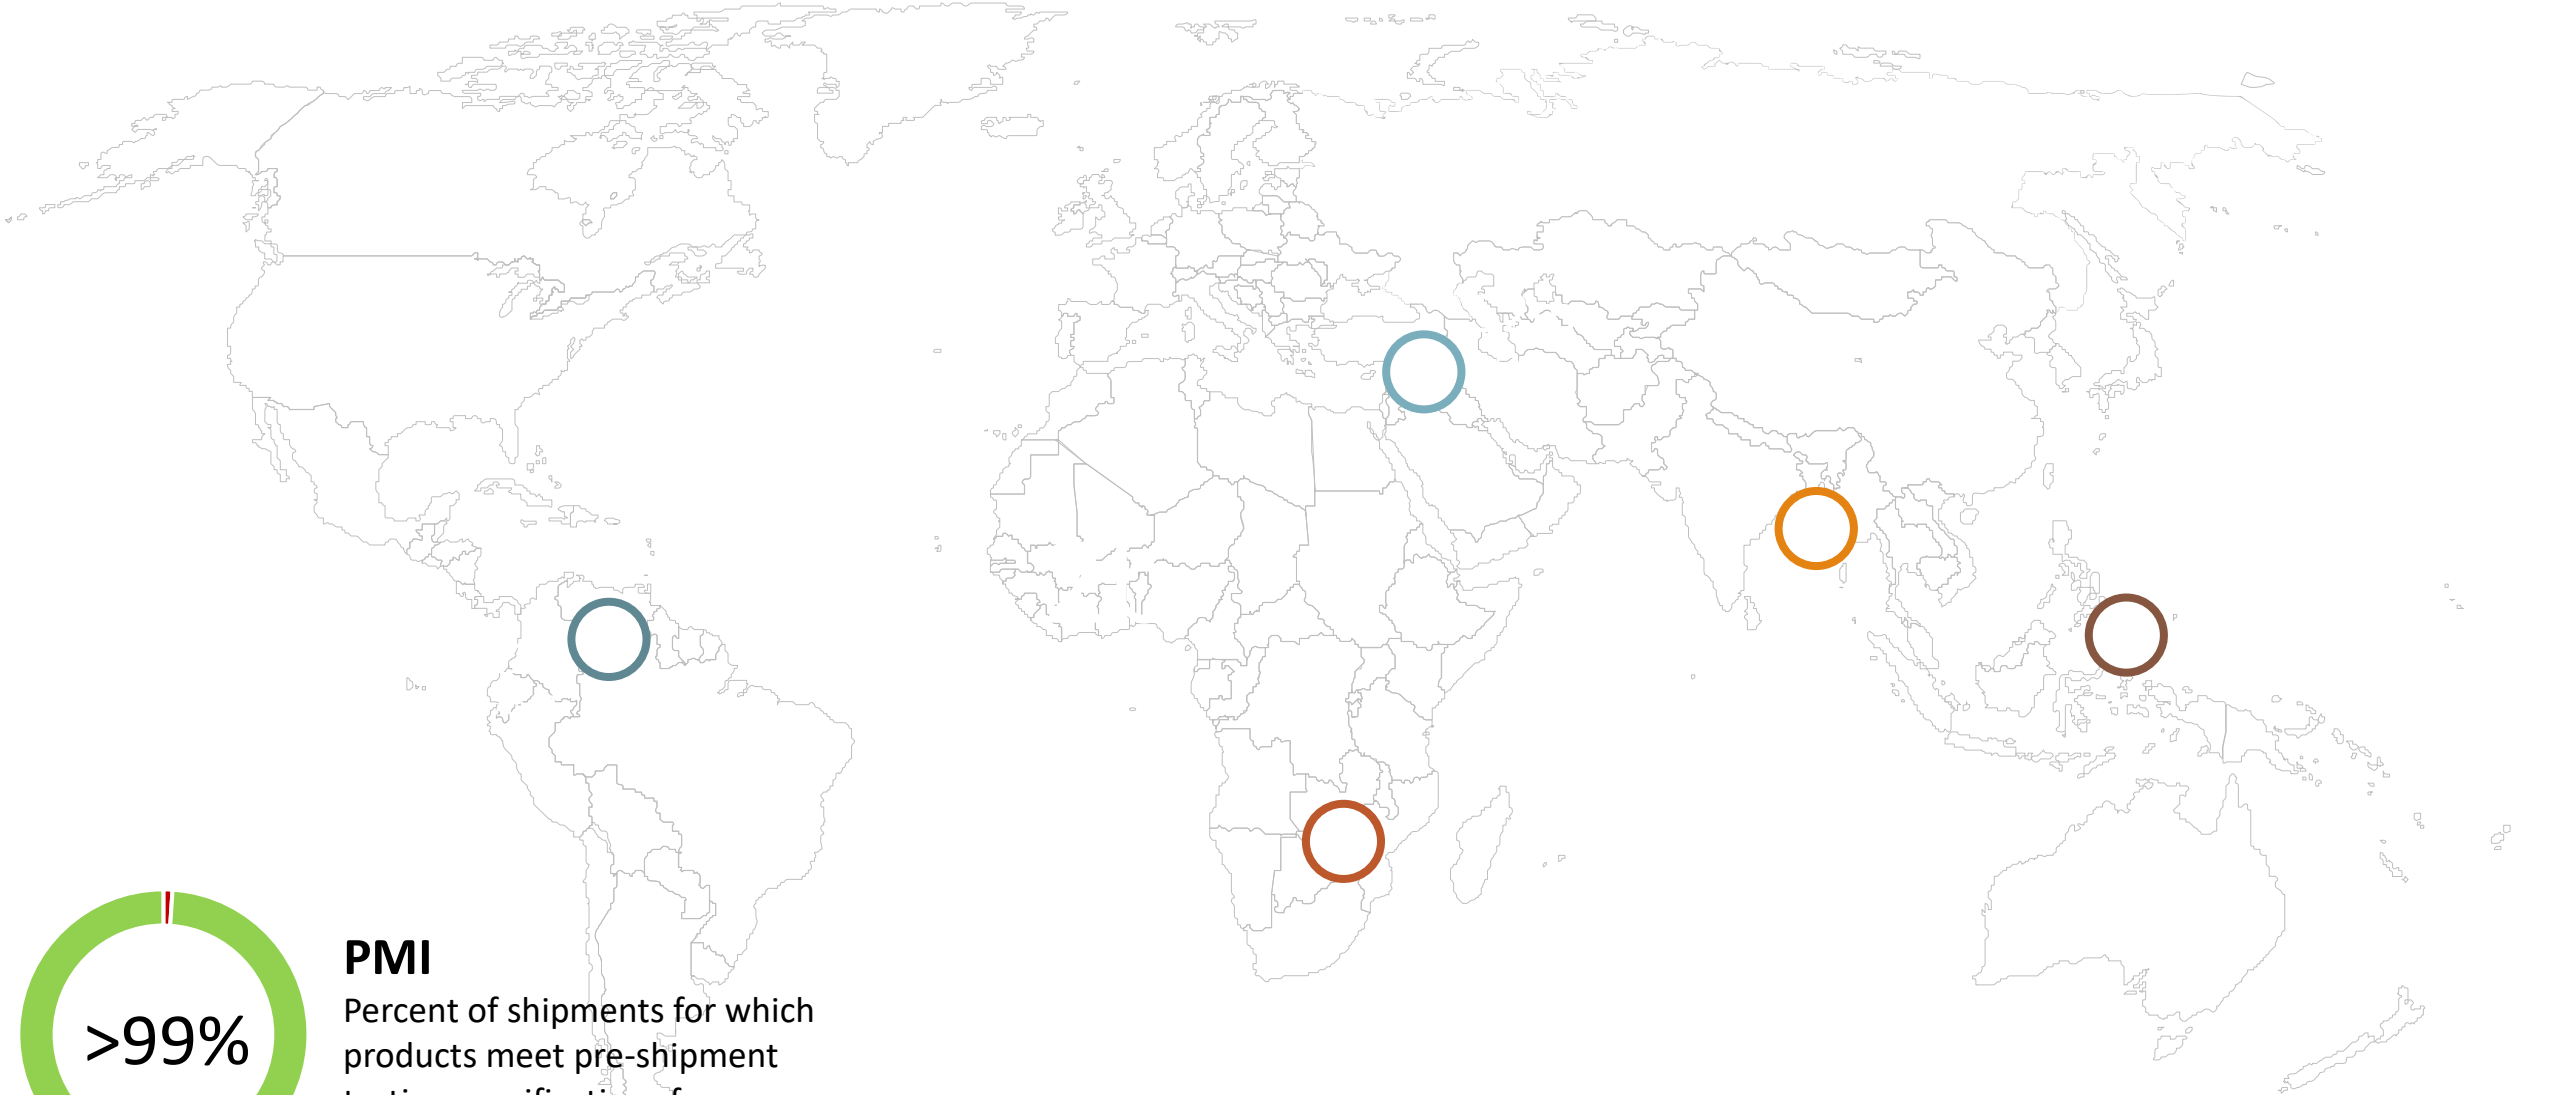 PMI
Percent of shipments for which
>99%
products meet pre-shipment